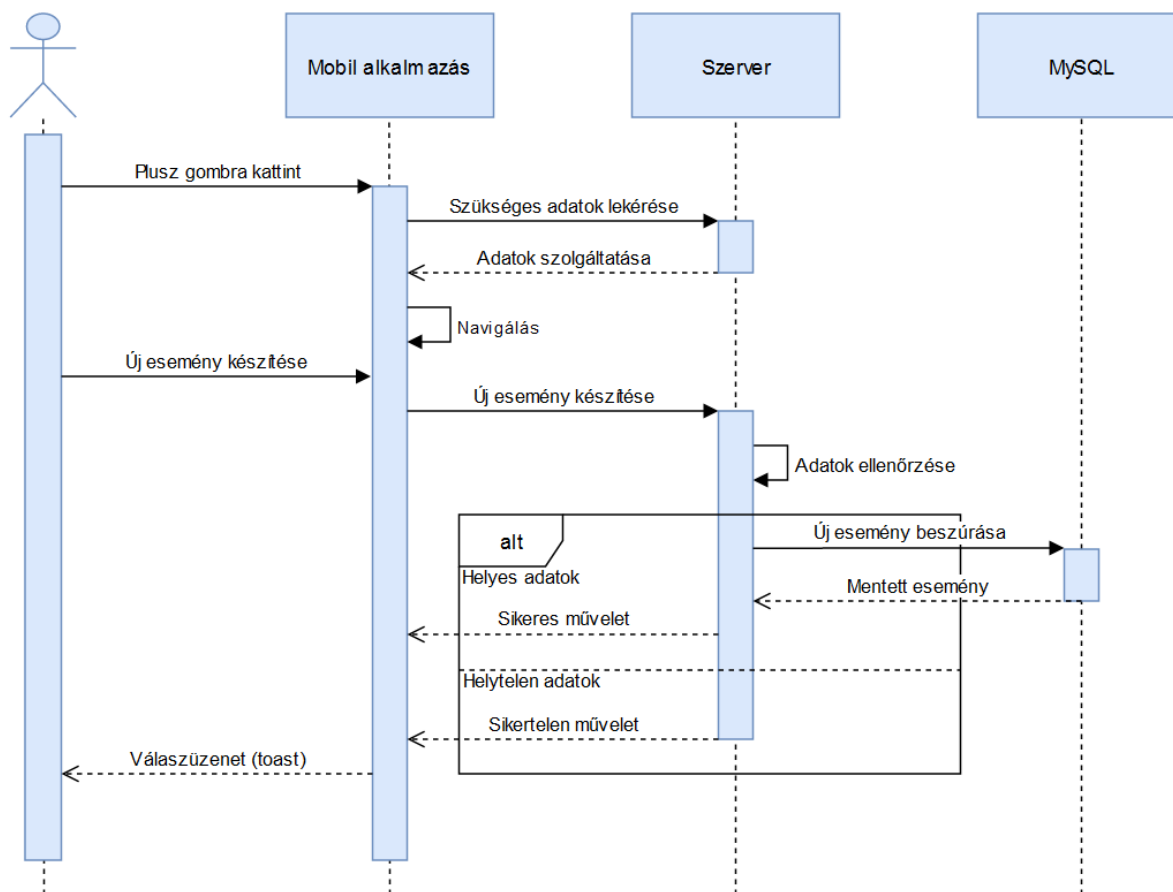 Mobil alkalmazás
Szerver
MySQL
Plusz gombra kattint
Szükséges adatok lekérése
Adatok szolgáltatása
Navigálás
Új esemény készítése
Új esemény készítése
Adatok ellenőrzése
alt
Új esemény beszúrása
Helyes adatok
Mentett esemény
Sikeres művelet
Helytelen adatok
Sikertelen művelet
Válaszüzenet (toast)